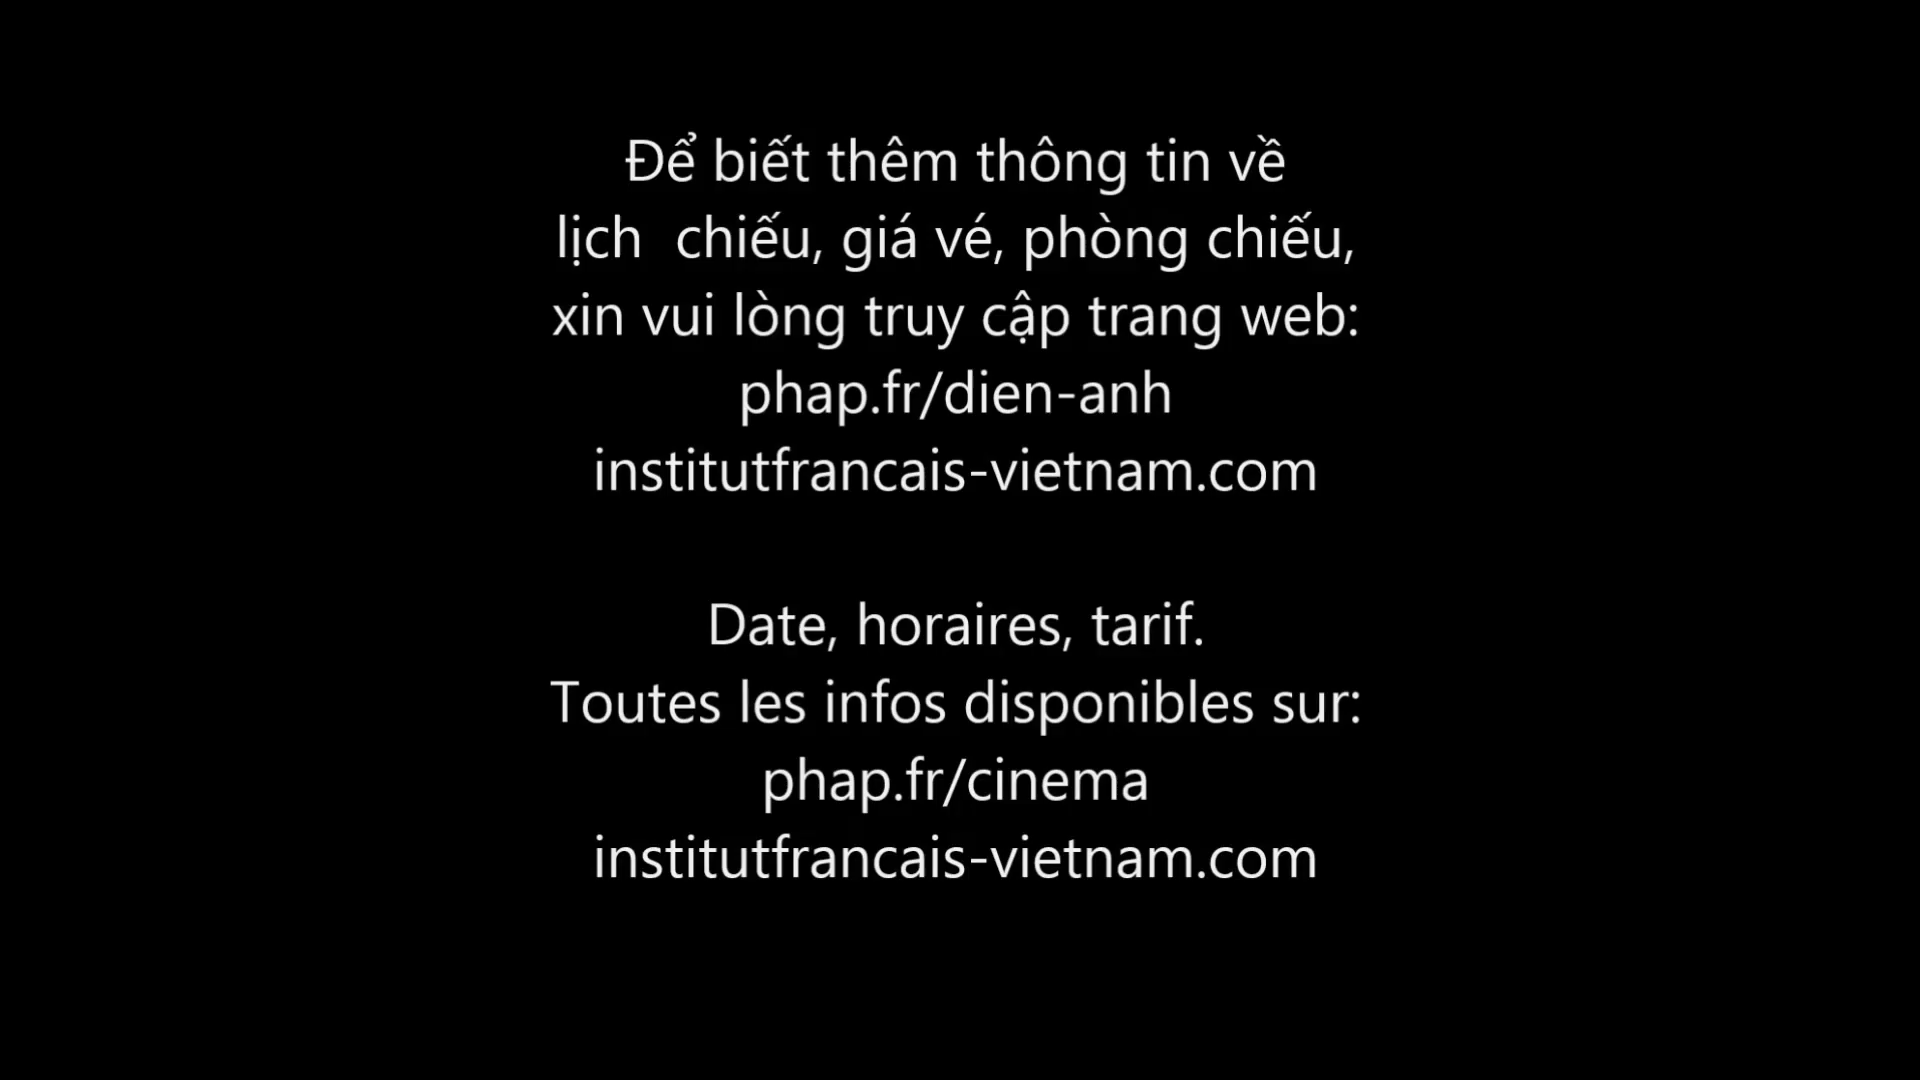 Để biết thêm thông tin về
lịch  chiếu, giá vé, phòng chiếu,
xin vui lòng truy cập trang web:
phap.fr/dien-anh
institutfrancais-vietnam.com
Date, horaires, tarif.
Toutes les infos disponibles sur:
phap.fr/cinema
institutfrancais-vietnam.com